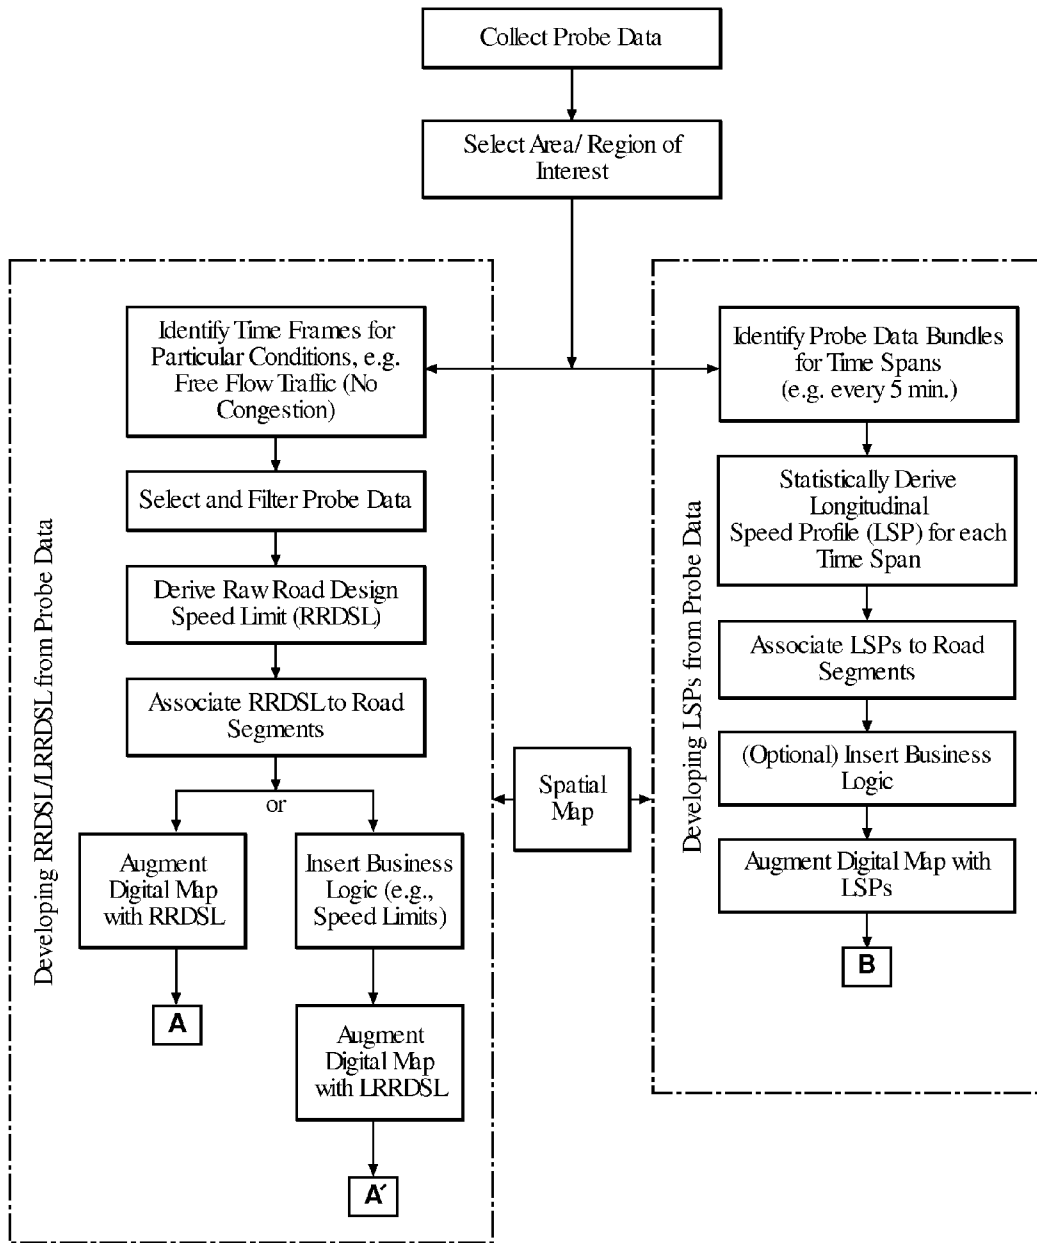 Collect Probe Data
Select Area/ Region of
Interest
Developing RRDSL/LRRDSL from Probe Data
Identify Time Frames for
Particular Conditions, e.g.
Free Flow Traffic (No
Congestion)
Select and Filter Probe Data
Derive Raw Road Design
Speed Limit (RRDSL)
Associate RRDSL to Road
Segments
or
Augment
Digital Map
with RRDSL
A
Insert Business
Logic (e.g.,
Speed Limits)
Augment
Digital Map
with LRRDSL
A´
Spatial
Map
Developing LSPs from Probe Data
Identify Probe Data Bundles
for Time Spans
(e.g. every 5 min.)
Statistically Derive
Longitudinal
Speed Profile (LSP) for each
Time Span
Associate LSPs to Road
Segments
(Optional) Insert Business
Logic
Augment Digital Map with
LSPs
B